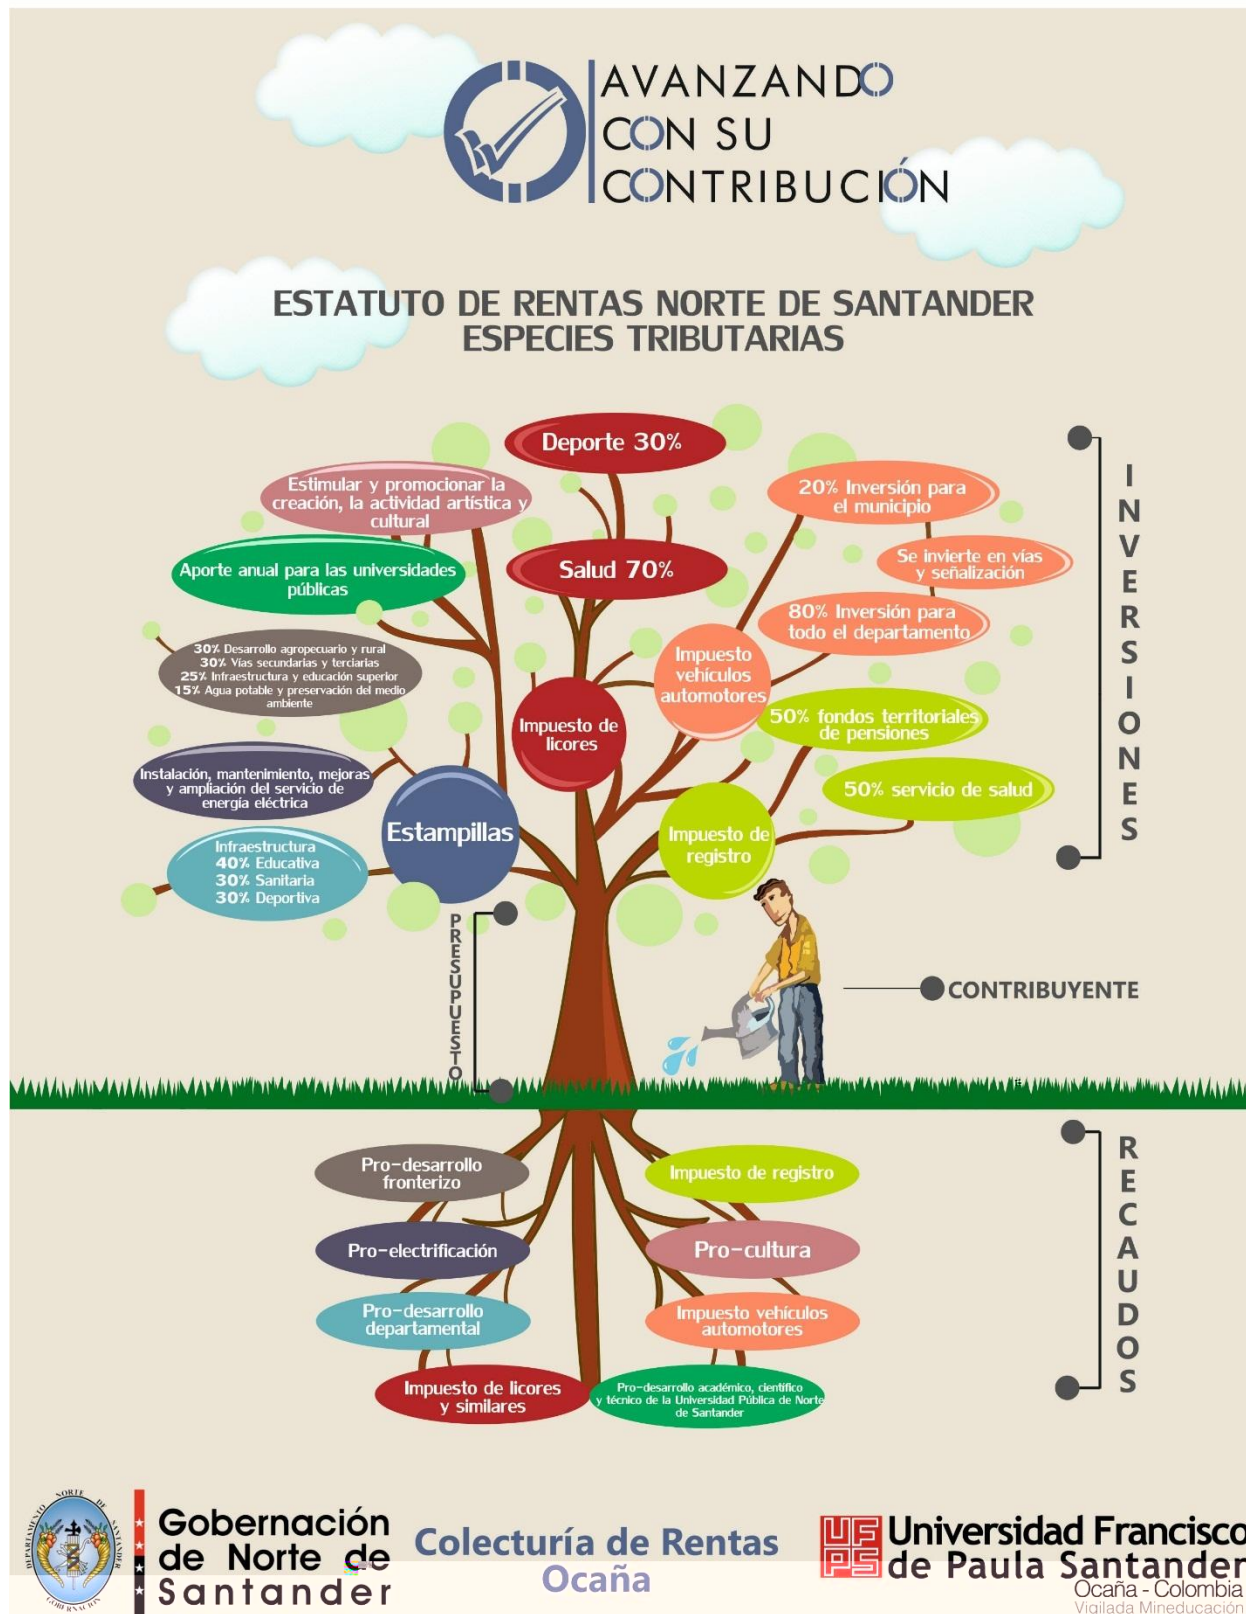 AVANZANDO
CON SU
CONTRIBUCIÓN
ESTATUTO DE RENTAS NORTE DE SANTANDER
ESPECIES TRIBUTARIAS
Deporte 30%
Estimular y promocionar la
creación, la actividad artística y
cultural
20% Inversión para
el municipio
Aporte anual para las universidades
públicas
Salud 70%
Se invierte en vías
y señalización
80% Inversión para
todo el departamento
30% Desarrollo agropecuario y rural
30% Vías secundarias y terciarias
25% Infraestructura y educación superior
15% Agua potable y preservación del medio
ambiente
Impuesto
vehículos
automotores
Impuesto de
licores
50% fondos territoriales
de pensiones
Instalación, mantenimiento, mejoras
y ampliación del servicio de
energía eléctrica
50% servicio de salud
Estampillas
Impuesto de
registro
Infraestructura
40% Educativa
30% Sanitaria
30% Deportiva
INVERSIONES
PRESUPUESTO
CONTRIBUYENTE
Pro-desarrollo
fronterizo
Impuesto de registro
Pro-electrificación
Pro-cultura
Pro-desarrollo
departamental
Impuesto vehículos
automotores
Impuesto de licores
y similares
Pro-desarrollo académico, científico
y técnico de la Universidad Pública de Norte
de Santander
RECAUDOS
DEPARTAMENTO NORTE DE SANTANDER
GOBERNACION
Gobernación
de Norte de
Santander
Colecturía de Rentas
Ocaña
UF
PS
Universidad Francisco
de Paula Santander
Ocaña - Colombia
Vigilada Mineducación